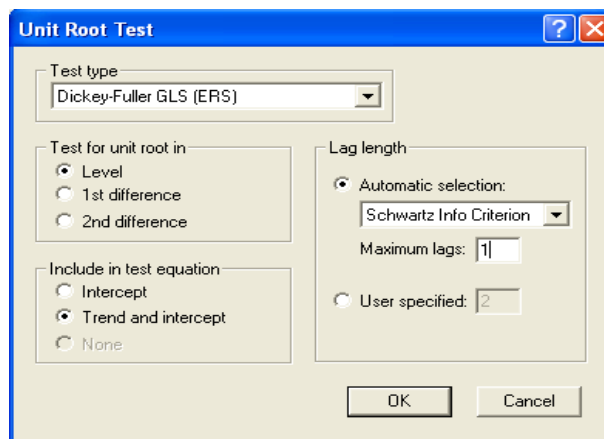 Unit Root Test
Test type
Dickey-Fuller GLS (ERS)
Test for unit root in
Level
1st difference
2nd difference
Include in test equation
Intercept
Trend and intercept
None
Lag length
Automatic selection:
Schwartz Info Criterion
Maximum lags: 1
User specified: 2
OK
Cancel